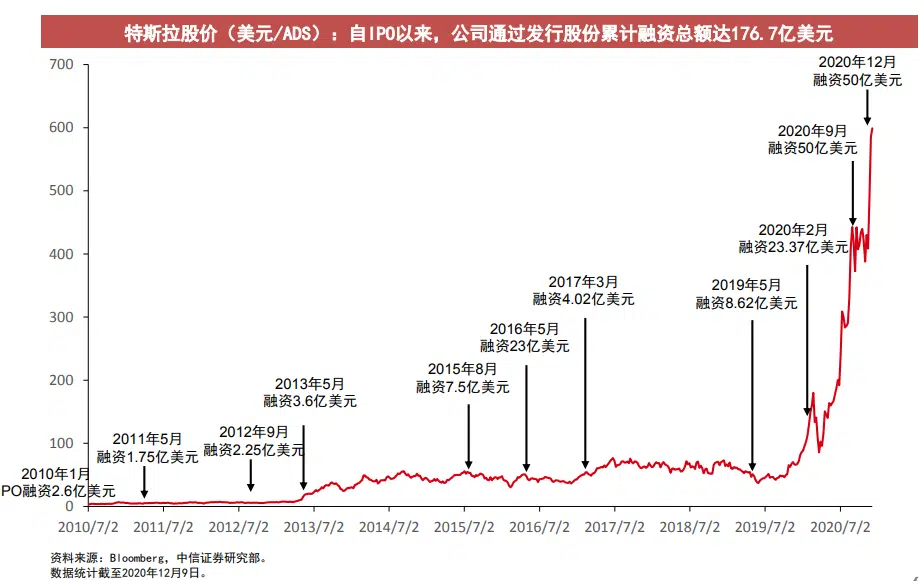 特斯拉股价（美元/ADS）：自IPO以来，公司通过发行股份累计融资总额达176.7亿美元
700
600
500
400
300
200
100
0
2010年1月
PO融资2.6亿美元
2011年5月
融资1.75亿美元
2012年9月
融资2.25亿美元
2013年5月
融资3.6亿美元
2015年8月
融资7.5亿美元
2016年5月
融资23亿美元
2017年3月
融资4.02亿美元
2019年5月
融资8.62亿美元
2020年2月
融资23.37亿美元
2020年9月
融资50亿美元
2020年12月
融资50亿美元
2010/7/2
2011/7/2
2012/7/2
2013/7/2
2014/7/2
2015/7/2
2016/7/2
2017/7/2
2018/7/2
2019/7/2
2020/7/2
资料来源：Bloomberg，中信证券研究部。
数据统计截至2020年12月9日。